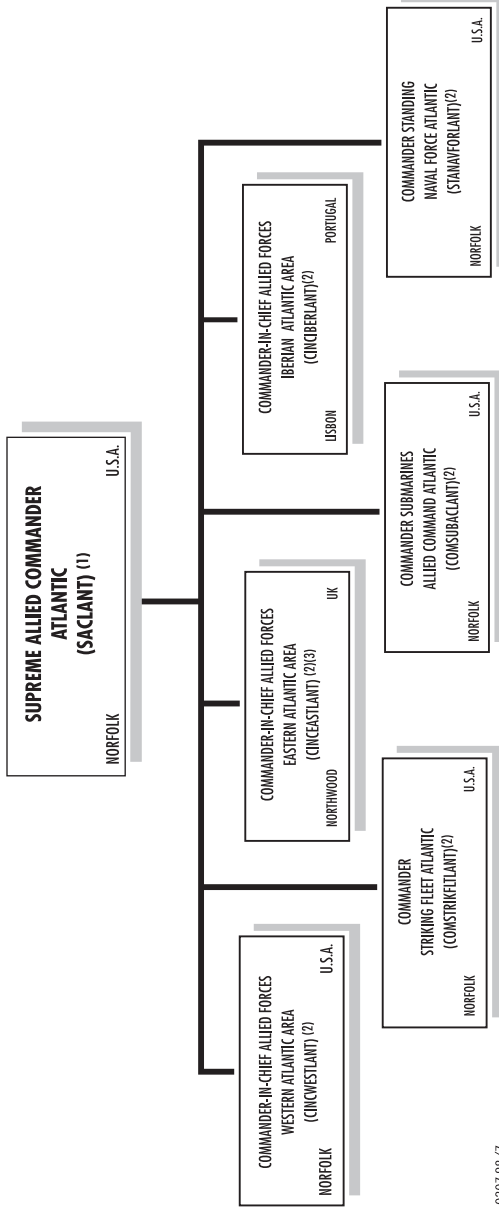 SUPREME ALLIED COMMANDER
ATLANTIC
(SACLANT) (1)
NORFOLK U.S.A.
COMMANDER-IN-CHIEF ALLIED FORCES
WESTERN ATLANTIC AREA
(CINCWESTLANT) (2)
NORFOLK U.S.A.
COMMANDER-IN-CHIEF ALLIED FORCES
EASTERN ATLANTIC AREA
(CINCEASTLANT) (2)(3)
NORTHWOOD UK
COMMANDER-IN-CHIEF ALLIED FORCES
IBERIAN ATLANTIC AREA
(CINCIBERLANT)(2)
LISBON PORTUGAL
COMMANDER
STRIKING FLEET ATLANTIC
(COMSTRIKFLTLANT)(2)
NORFOLK U.S.A.
COMMANDER SUBMARINES
ALLIED COMMAND ATLANTIC
(COMSUBACLANT)(2)
NORFOLK U.S.A.
COMMANDER STANDING
NAVAL FORCE ATLANTIC
(STANAVFORLANT)(2)
NORFOLK U.S.A.